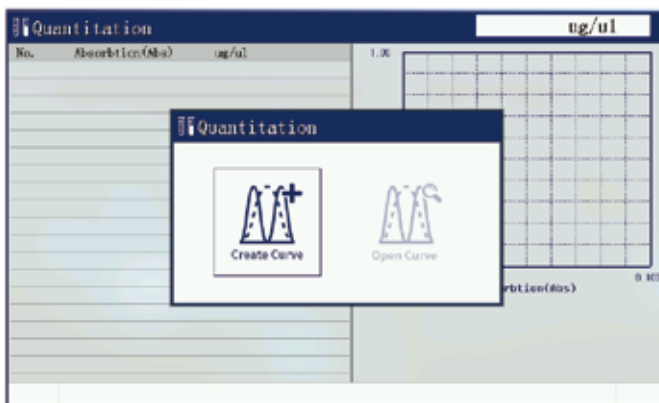 Quantitation
ug/ul
No. Absorbtion(Abs) ug/ul
1.00
Quantitation
Create Curve
Open Curve
rbtion(Abs)